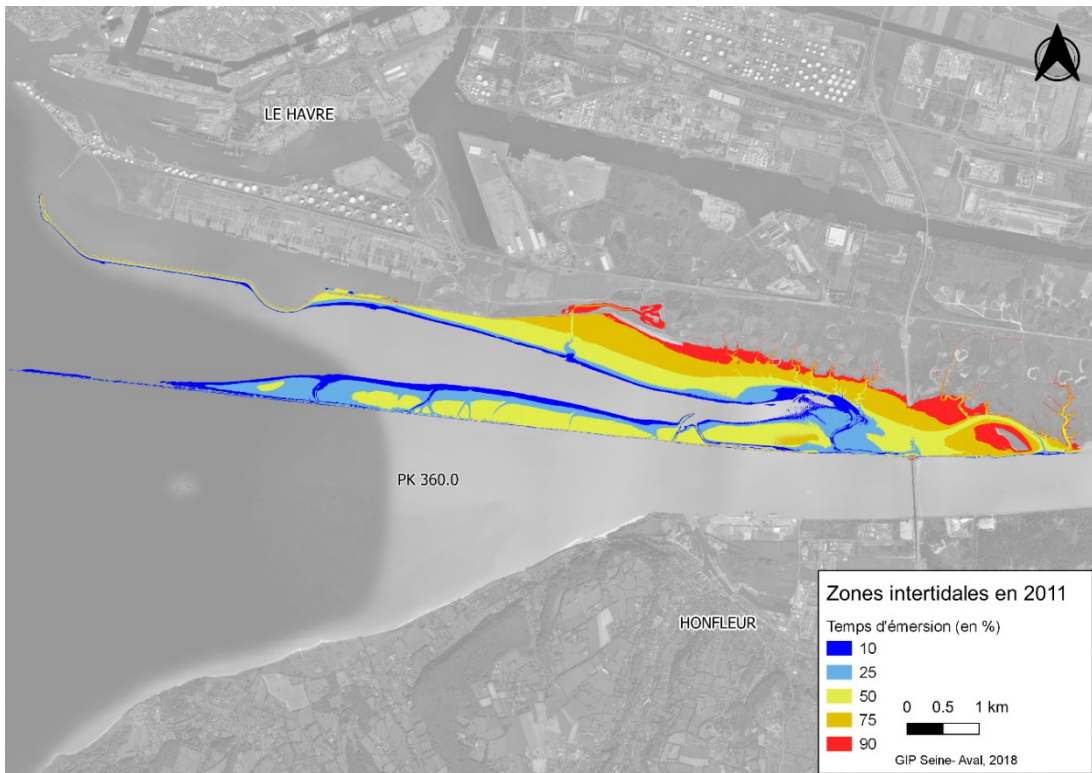 LE HAVRE
PK 360.0
HONFLEUR
Zones intertidales en 2011
Temps d'émersion (en %)
10
25
50
75
90
0 0.5 1 km
GIP Seine- Aval, 2018